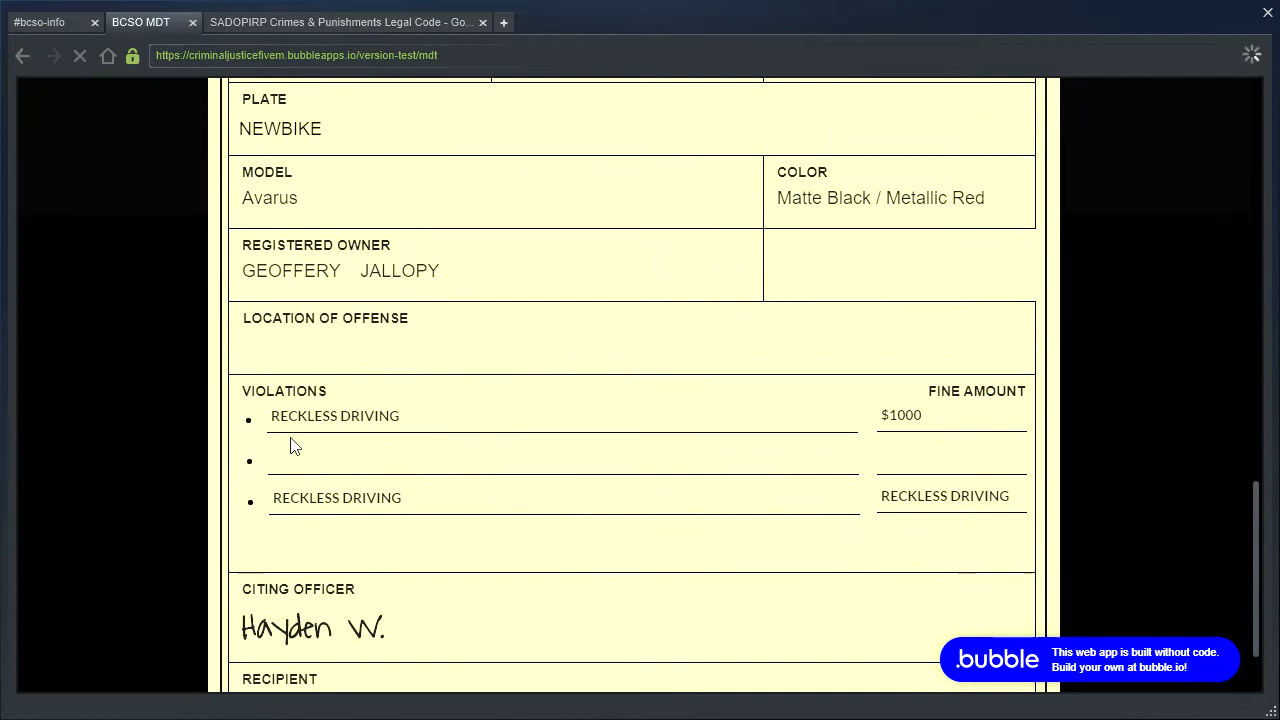 #bcso-info
BCSO MDT
SADOPIRP Crimes & Punishments Legal Code - Go...
https://criminaljusticefivem.bubbleapps.io/version-test/mdt
PLATE
NEWBIKE
MODEL
COLOR
Avarus
Matte Black / Metallic Red
REGISTERED OWNER
GEOFFERY JALLOPY
LOCATION OF OFFENSE
VIOLATIONS
FINE AMOUNT
RECKLESS DRIVING
$1000
RECKLESS DRIVING
RECKLESS DRIVING
CITING OFFICER
Hayden W.
RECIPIENT
.bubble
This web app is built without code.
Build your own at bubble.io!